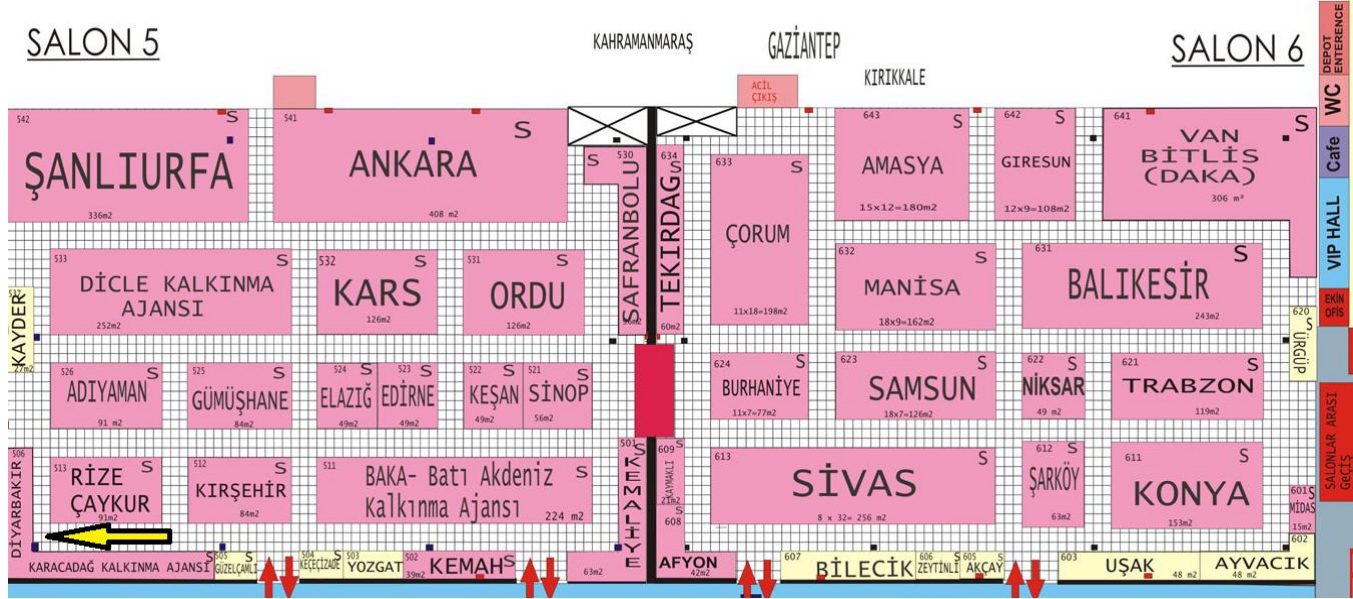 SALON 5
KAHRAMANMARAŞ
GAZİANTEP
KIRIKKALE
SALON 6
DEPOT
ENTERENCE
WC
Cafe
VIP HALL
EKİN
OFİS
SALONLAR ARASI
GEÇİŞ
ACİL
ÇIKIŞ
542 S
ŞANLIURFA
336m2
541 S
ANKARA
408 m2
S 530
SAFRANBOLU
634
S
TEKIRDAG
60m2
633 S
ÇORUM
11x18=198m2
643 S
AMASYA
15x12=180m2
642 S
GIRESUN
12x9=108m2
641 S
VAN
BİTLİS
(DAKA)
306 m²
533 S
DİCLE KALKINMA
AJANSI
252m2
532 S
KARS
126m2
531 S
ORDU
126m2
632 S
MANİSA
18x9=162m2
631 S
BALIKESİR
243m2
KAYDER
27m2
620
S
ÜRGÜP
526 S
ADIYAMAN
91 m2
525 S
GÜMÜŞHANE
84m2
524 S
ELAZIĞ
49m2
523 S
EDİRNE
49m2
522 S
KEŞAN
49m2
521 S
SİNOP
56m2
624 S
BURHANİYE
11x7=77m2
623 S
SAMSUN
18x7=126m2
622 S
NİKSAR
49 m2
621 S
TRABZON
119m2
506
DİYARBAKIR
513 S
RİZE
ÇAYKUR
91m2
512 S
KIRŞEHİR
84m2
511 S
BAKA- Batı Akdeniz
Kalkınma Ajansı
224 m2
501
S
KEMALİYE
63m2
609 S
KAYMAKLI
21m2
608 S
AFYON
42m2
613 S
SİVAS
8 x 32= 256 m2
612 S
ŞARKÖY
63m2
611 S
KONYA
153m2
601 S
MİDAS
15m2
602
KARACADAĞ KALKINMA AJANSI S
505 S
GÜZELÇAMLI
504
KEÇEÇİZADE
503
YOZGAT
502 S
KEMAH
39m2
607
BİLECİK
606 S
ZEYTİNLİ
605 S
AKÇAY
603
UŞAK
48 m2
AYVACIK
48 m2